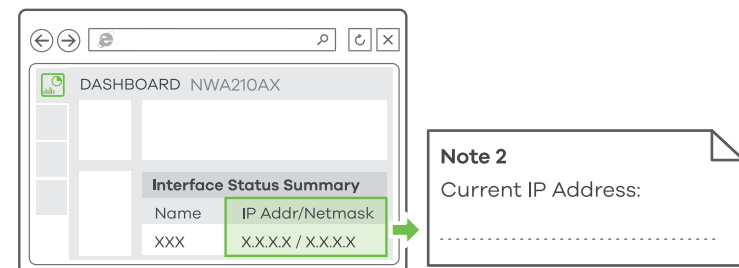 DASHBOARD NWA210AX
Interface Status Summary
Name IP Addr/Netmask
XXX X.X.X.X / X.X.X.X
Note 2
Current IP Address: